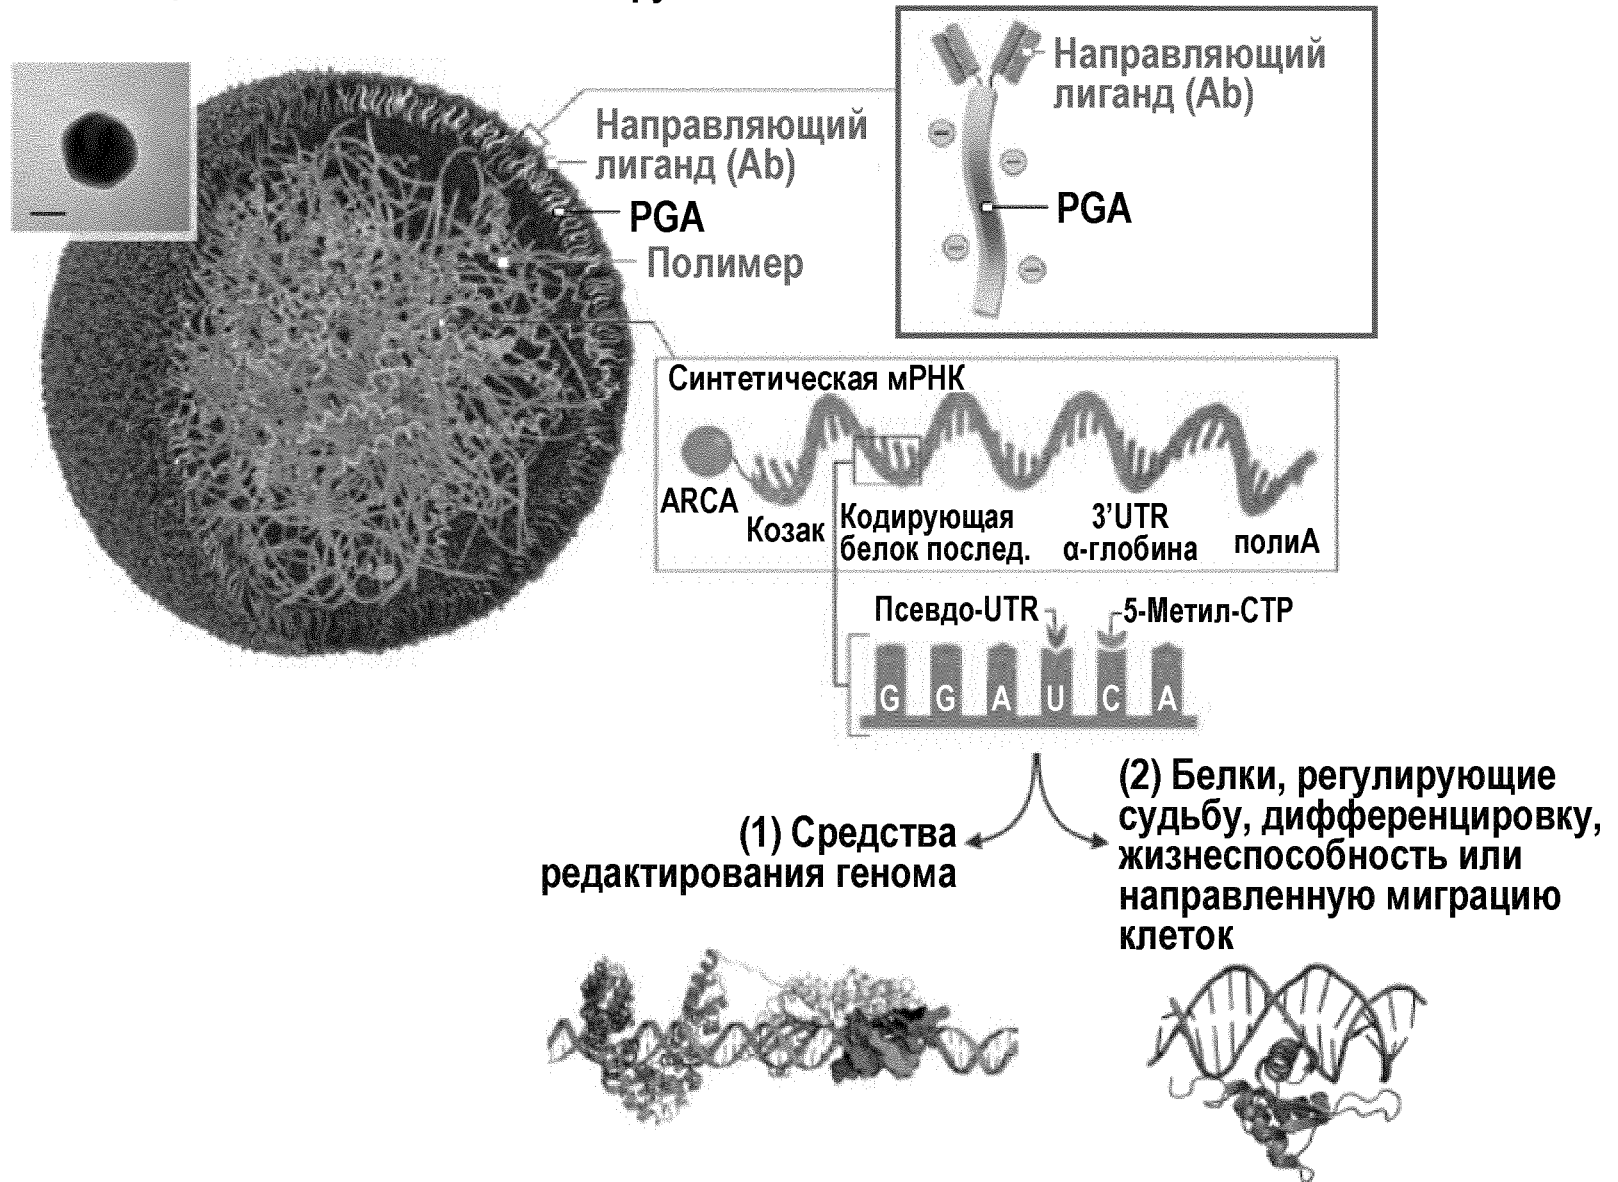 Направляющий
лиганд (Ab)
PGA
Полимер
Направляющий
лиганд (Ab)
PGA
Синтетическая мРНК
ARCA
Козак
Кодирующая
белок послед.
3’UTR
α-глобина
полиА
Псевдо-UTR
5-Метил-CTP
G G A U C A
(1) Средства
редактирования генома
(2) Белки, регулирующие
судьбу, дифференцировку,
жизнеспособность или
направленную миграцию
клеток